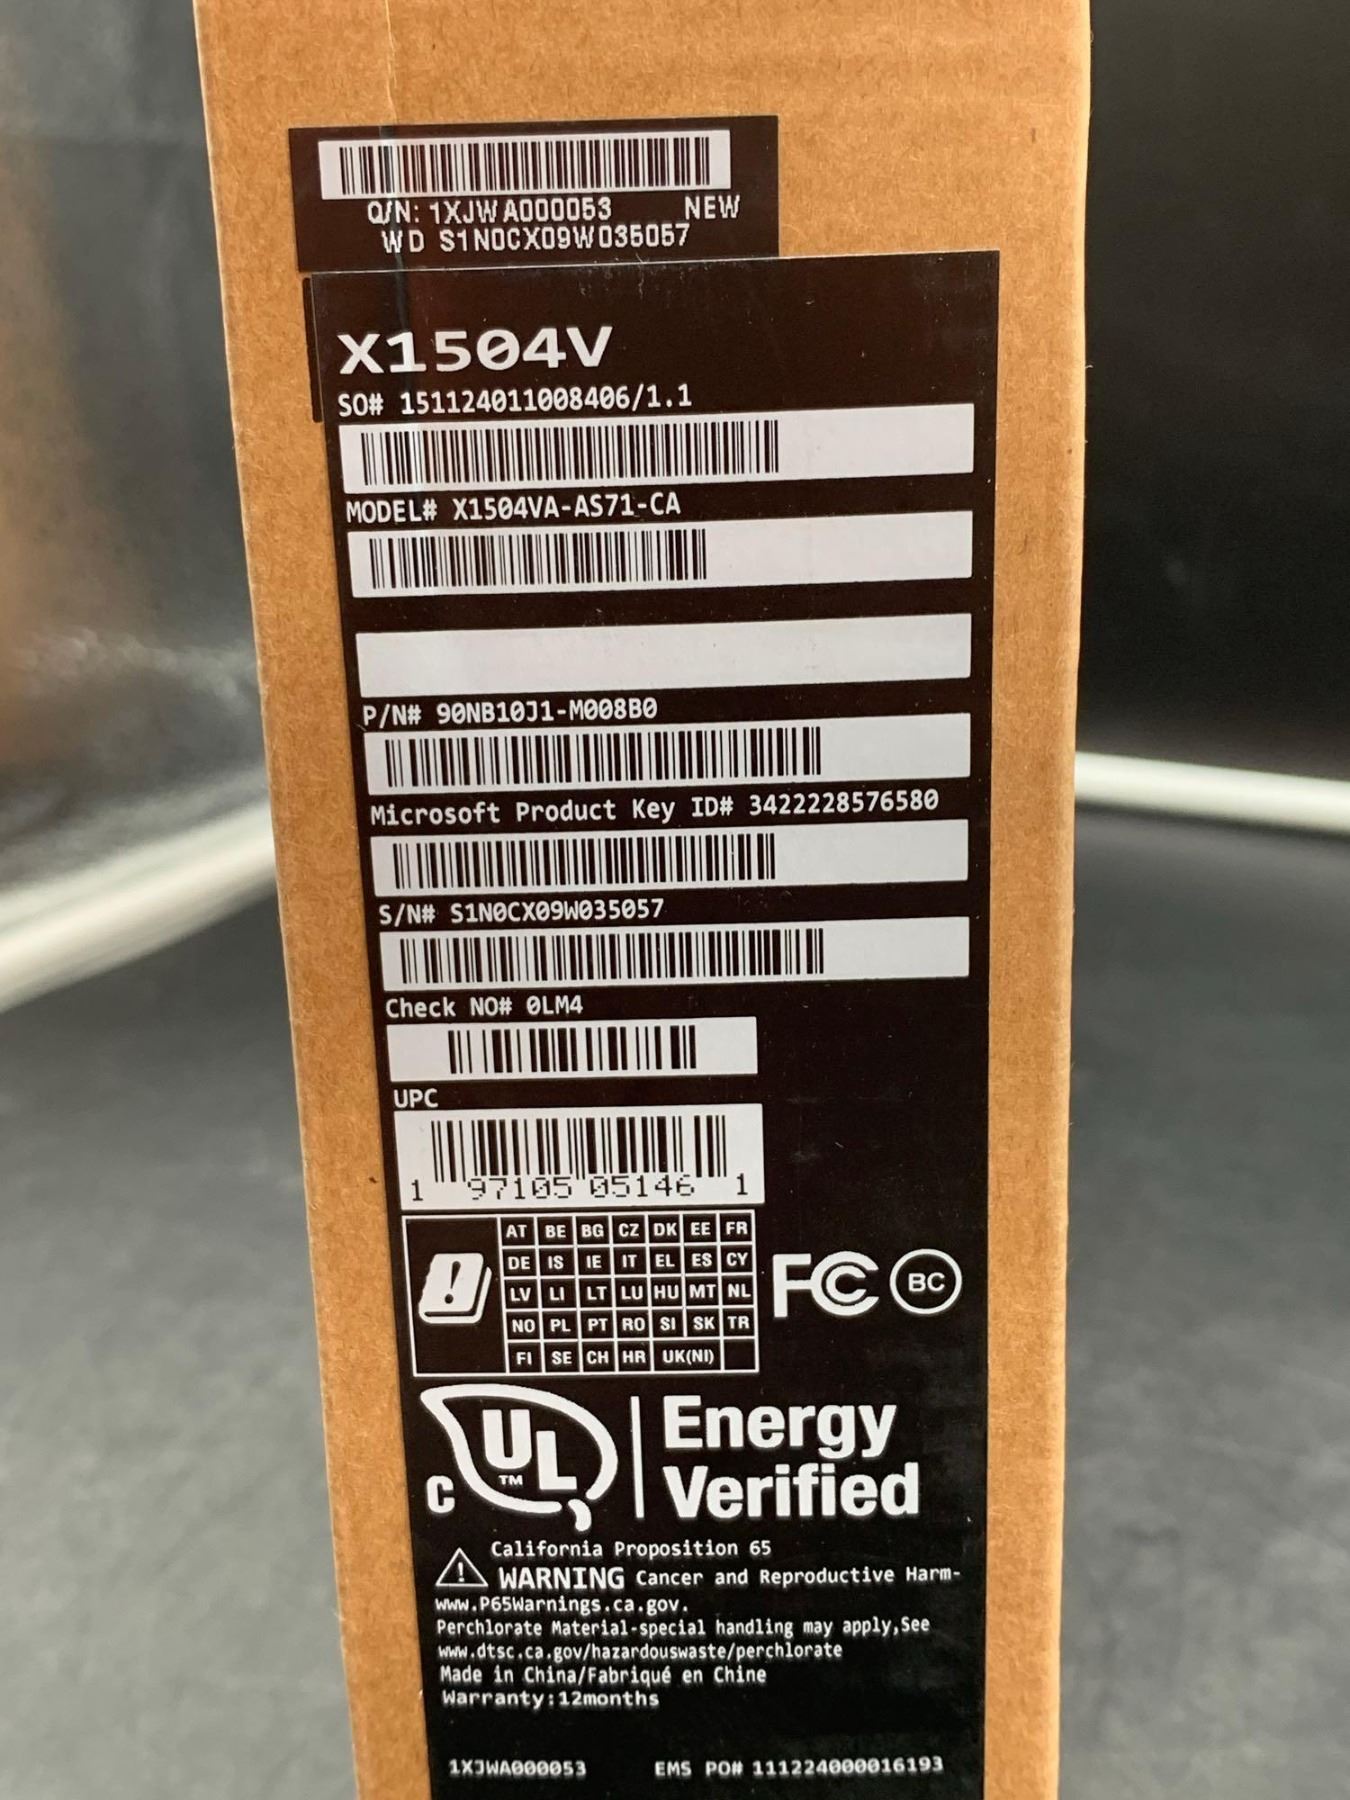 Q/N: 1XJWA000053 NEW
WD S1N0CX09W035057
X1504V
SO# 151124011008406/1.1
MODEL# X1504VA-AS71-CA
P/N# 90NB10J1-M008B0
Microsoft Product Key ID# 3422228576580
S/N# S1N0CX09W035057
Check NO# 0LM4
UPC
1 97105 05146 1
AT BE BG CZ DK EE FR
DE IS IE IT EL ES CY
LV LI LT LU HU MT NL
NO PL PT RO SI SK TR
FI SE CH HR UK(NI)
FC BC
C UL TM
Energy
Verified
California Proposition 65
WARNING Cancer and Reproductive Harm-
www.P65Warnings.ca.gov.
Perchlorate Material-special handling may apply,See
www.dtsc.ca.gov/hazardouswaste/perchlorate
Made in China/Fabriqué en Chine
Warranty:12months
1XJWA000053 EMS PO# 111224000016193